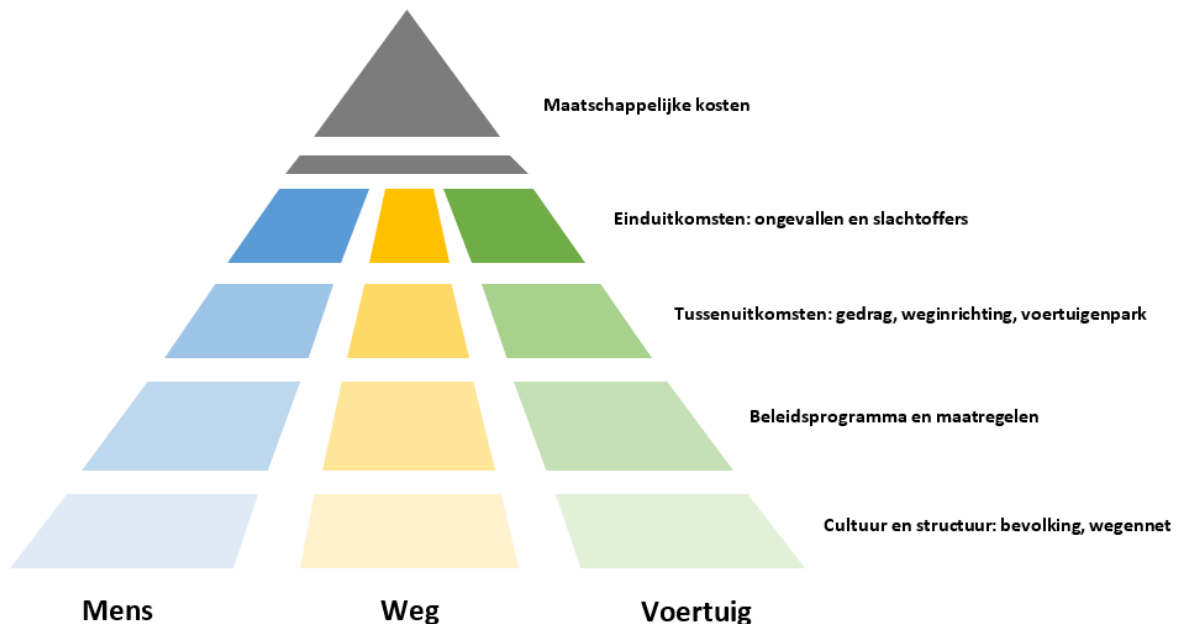 Maatschappelijke kosten
Einduitkomsten: ongevallen en slachtoffers
Tussenuitkomsten: gedrag, weginrichting, voertuigenpark
Beleidsprogramma en maatregelen
Cultuur en structuur: bevolking, wegennet
Mens Weg Voertuig